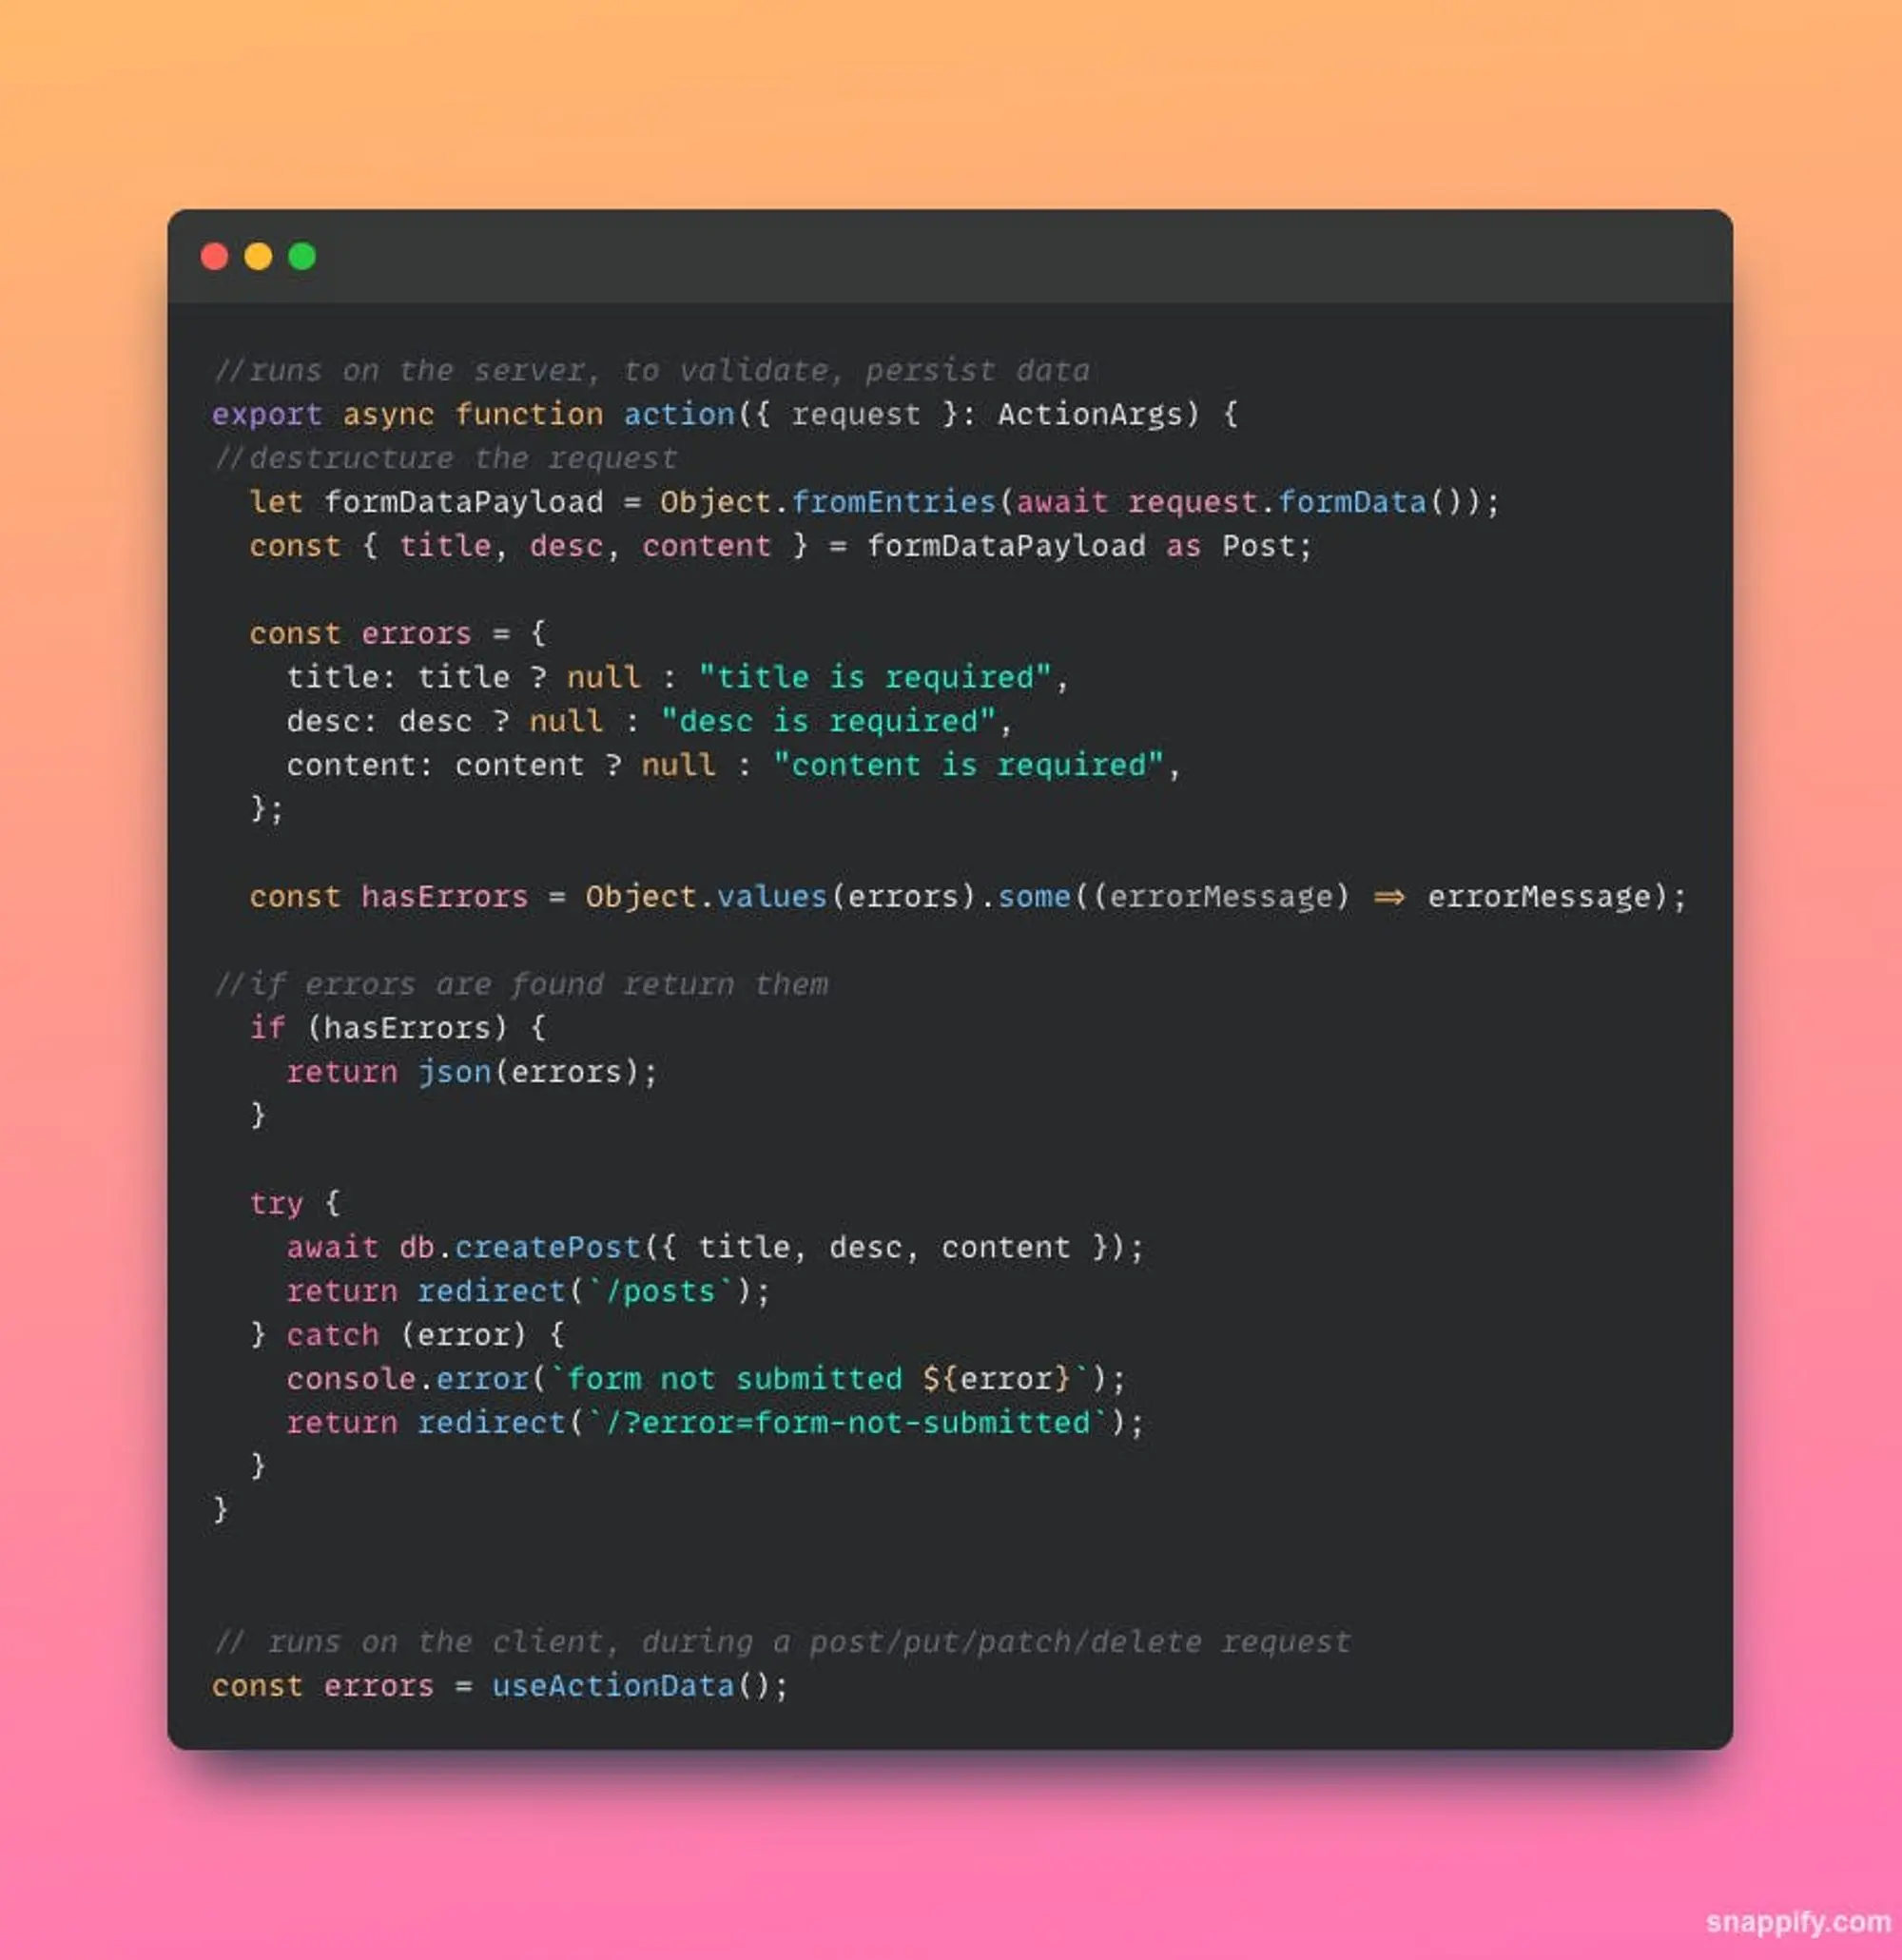 //runs on the server, to validate, persist data
export async function action({ request }: ActionArgs) {
//destructure the request
  let formDataPayload = Object.fromEntries(await request.formData());
  const { title, desc, content } = formDataPayload as Post;

  const errors = {
    title: title ? null : "title is required",
    desc: desc ? null : "desc is required",
    content: content ? null : "content is required",
  };

  const hasErrors = Object.values(errors).some((errorMessage) => errorMessage);

//if errors are found return them
  if (hasErrors) {
    return json(errors);
  }

  try {
    await db.createPost({ title, desc, content });
    return redirect(`/posts`);
  } catch (error) {
    console.error(`form not submitted ${error}`);
    return redirect(`/?error=form-not-submitted`);
  }
}

// runs on the client, during a post/put/patch/delete request
const errors = useActionData();
snappify.com